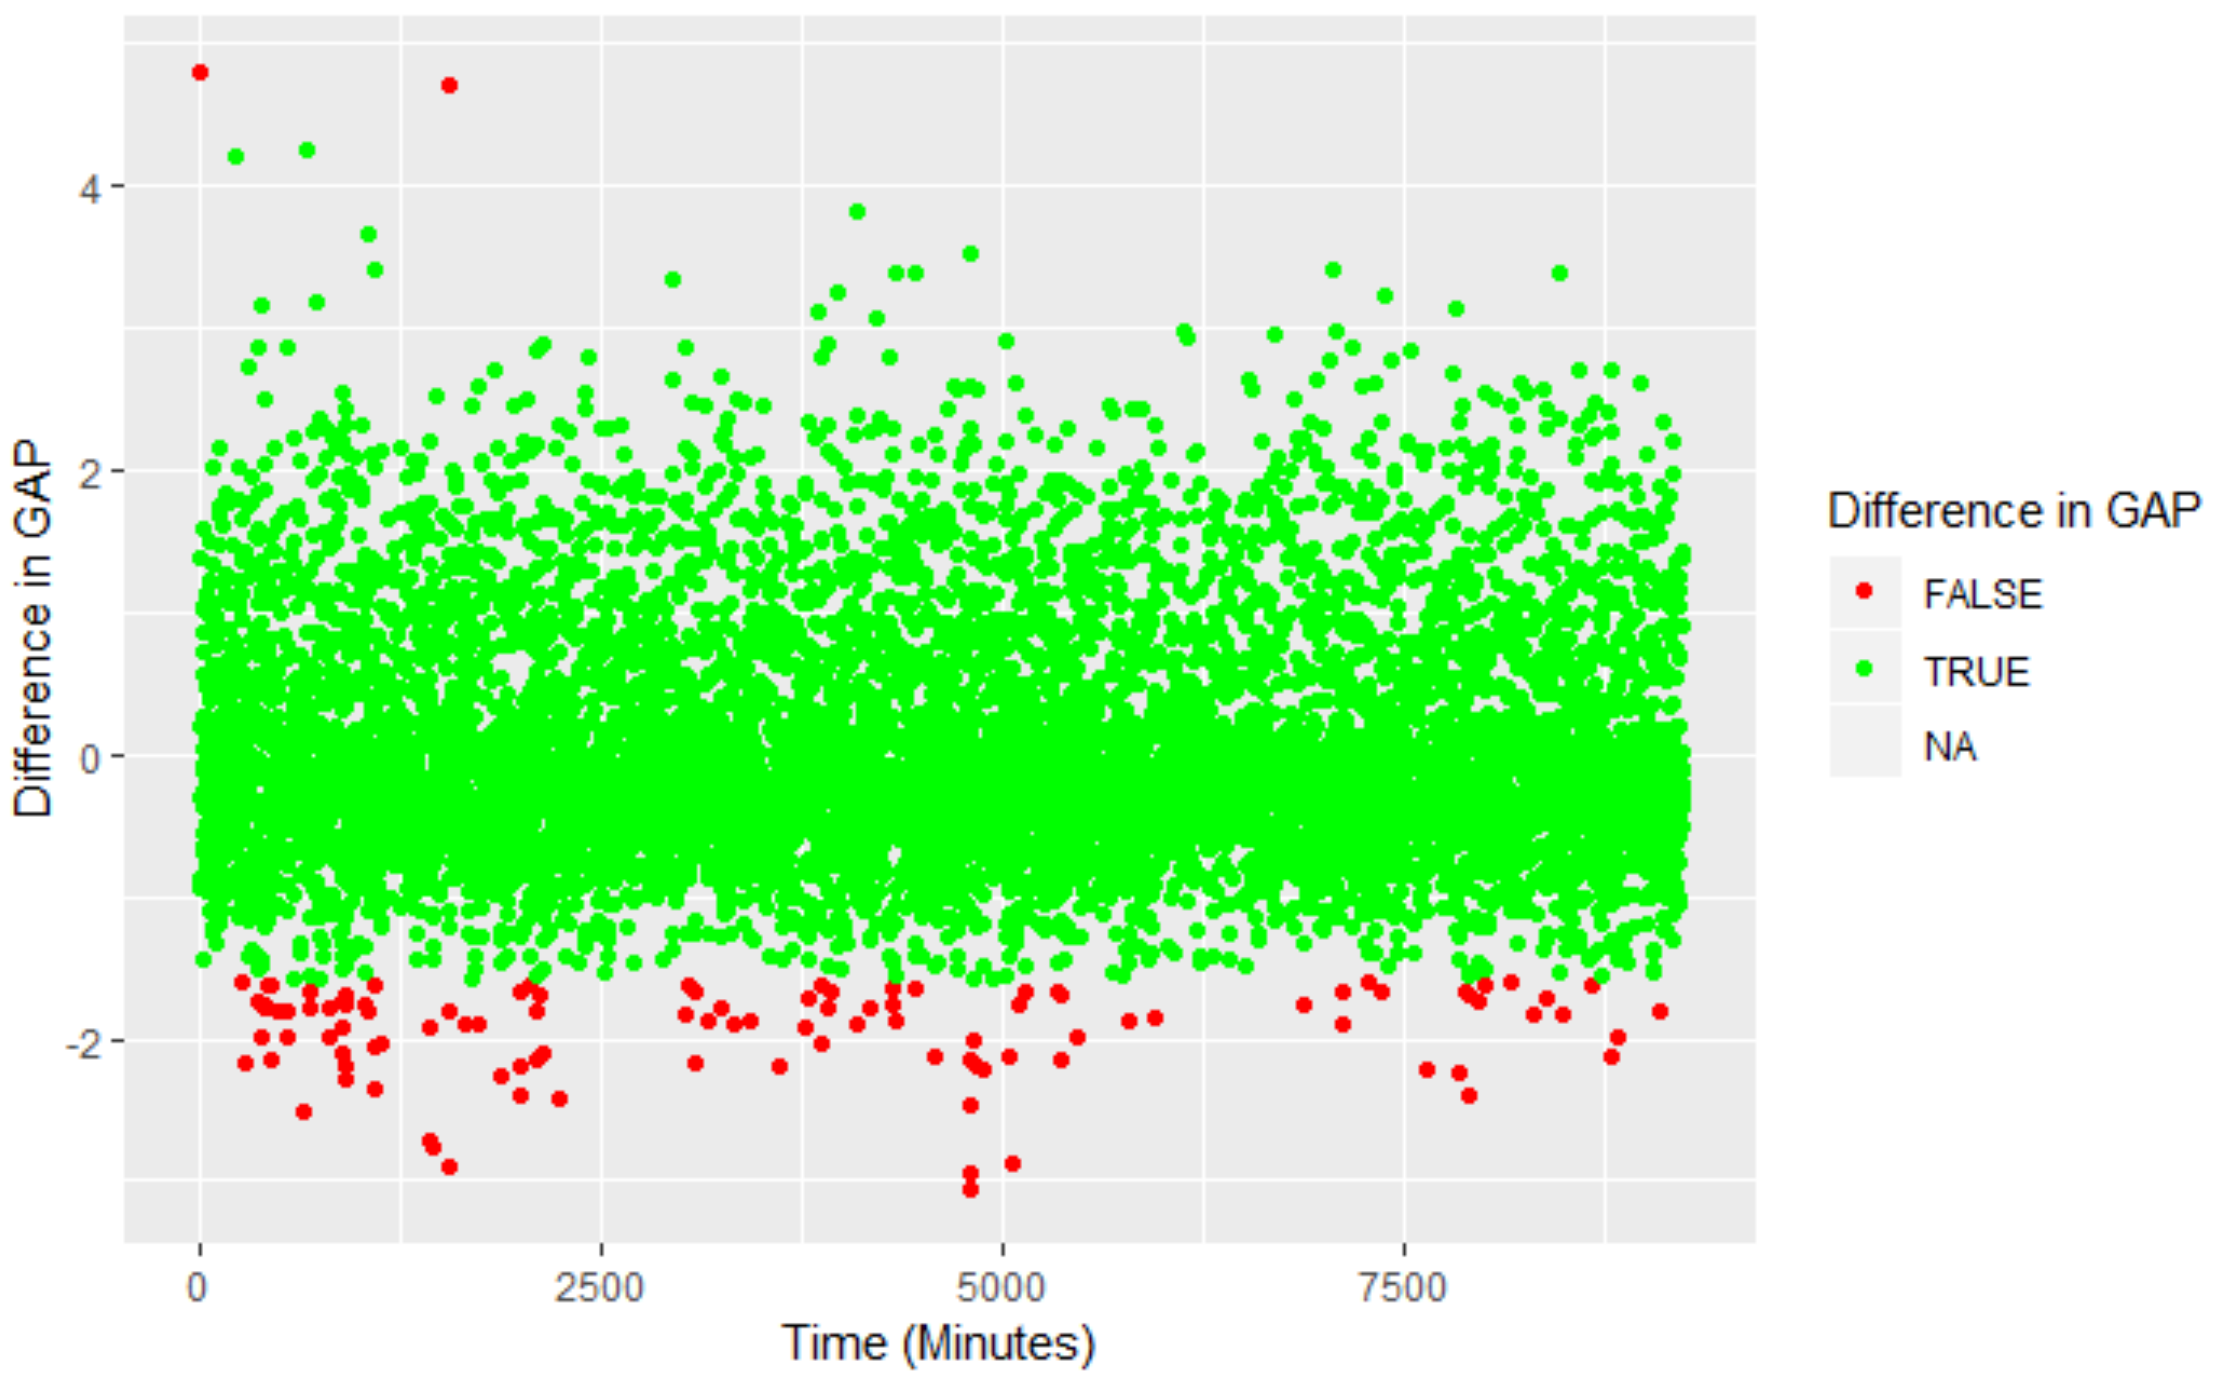 Difference in GAP
4
2
0
-2
0
2500
5000
7500
Time (Minutes)
Difference in GAP
FALSE
TRUE
NA